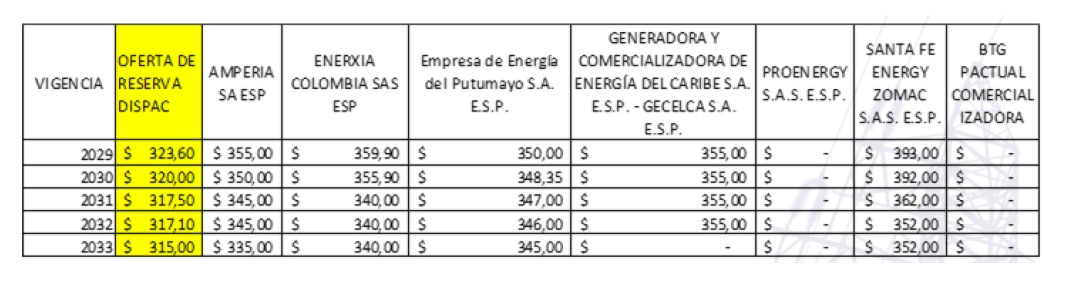 VIGENCIA OFERTA DE RESERVA DISPAC AMPERIA SA ESP ENERXIA COLOMBIA SAS ESP Empresa de Energía del Putumayo S.A. E.S.P. GENERADORA Y COMERCIALIZADORA DE ENERGÍA DEL CARIBE S.A. E.S.P. - GECELCA S.A. E.S.P. PROENERGY S.A.S. E.S.P. SANTA FE ENERGY ZOMAC S.A.S. E.S.P. BTG PACTUAL COMERCIALIZADORA
2029 $ 323,60 $ 355,00 $ 359,90 $ 350,00 $ 355,00 $ - $ 393,00 $ -
2030 $ 320,00 $ 350,00 $ 355,90 $ 348,35 $ 355,00 $ - $ 392,00 $ -
2031 $ 317,50 $ 345,00 $ 340,00 $ 347,00 $ 355,00 $ - $ 362,00 $ -
2032 $ 317,10 $ 345,00 $ 340,00 $ 346,00 $ 355,00 $ - $ 352,00 $ -
2033 $ 315,00 $ 335,00 $ 340,00 $ 345,00 $ - $ - $ 352,00 $ -